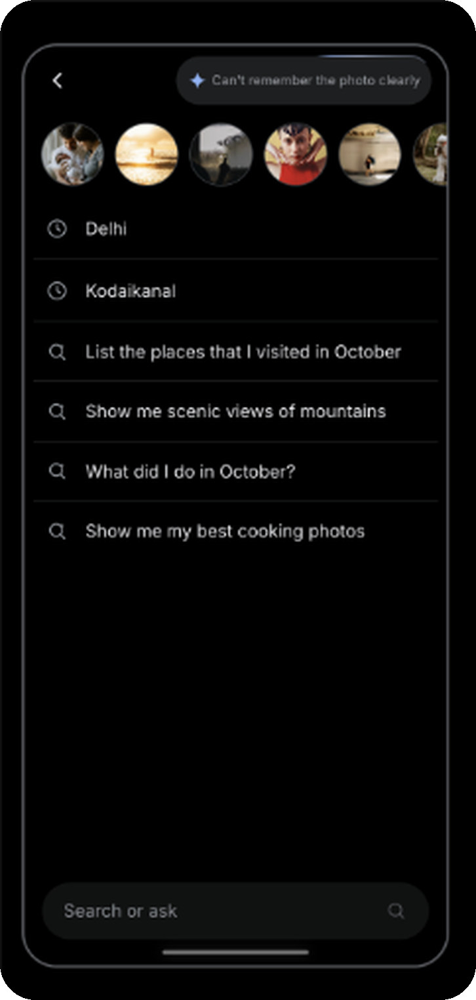 Can't remember the photo clearly
Delhi
Kodaikanal
List the places that I visited in October
Show me scenic views of mountains
What did I do in October?
Show me my best cooking photos
Search or ask